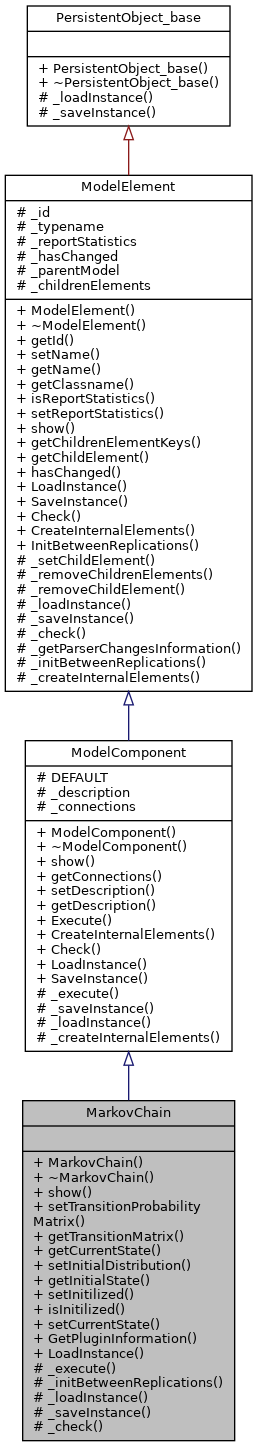 PersistentObject_base
+ PersistentObject_base()
+ ~PersistentObject_base()
# _loadInstance()
# _saveInstance()
ModelElement
# _id
# _typename
# _reportStatistics
# _hasChanged
# _parentModel
# _childrenElements
+ ModelElement()
+ ~ModelElement()
+ getId()
+ setName()
+ getName()
+ getClassname()
+ isReportStatistics()
+ setReportStatistics()
+ show()
+ getChildrenElementKeys()
+ getChildElement()
+ hasChanged()
+ LoadInstance()
+ SaveInstance()
+ Check()
+ CreateInternalElements()
+ InitBetweenReplications()
# _setChildElement()
# _removeChildrenElements()
# _removeChildElement()
# _loadInstance()
# _saveInstance()
# _check()
# _getParserChangesInformation()
# _initBetweenReplications()
# _createInternalElements()
ModelComponent
# DEFAULT
# _description
# _connections
+ ModelComponent()
+ ~ModelComponent()
+ show()
+ getConnections()
+ setDescription()
+ getDescription()
+ Execute()
+ CreateInternalElements()
+ Check()
+ LoadInstance()
+ SaveInstance()
# _execute()
# _saveInstance()
# _loadInstance()
# _createInternalElements()
MarkovChain
+ MarkovChain()
+ ~MarkovChain()
+ show()
+ setTransitionProbability
Matrix()
+ getTransitionMatrix()
+ getCurrentState()
+ setInitialDistribution()
+ getInitialState()
+ setInitilized()
+ isInitilized()
+ setCurrentState()
+ GetPluginInformation()
+ LoadInstance()
# _execute()
# _initBetweenReplications()
# _loadInstance()
# _saveInstance()
# _check()